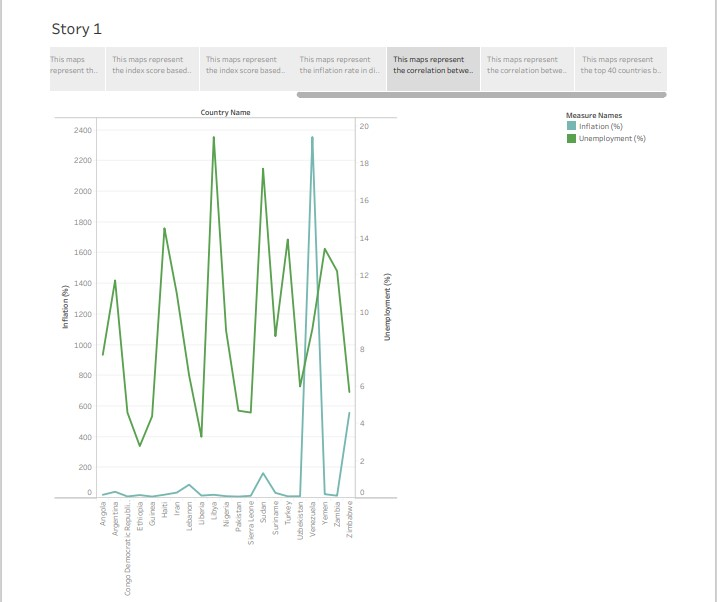 Story 1
This maps
represent th..
This maps represent
the index score based..
This maps represent
the index score based..
This maps represent
the inflation rate in di..
This maps represent
the correlation betwe..
This maps represent
the correlation betwe..
This maps represent
the top 40 countries b..
Country Name
Measure Names
Inflation (%)
Unemployment (%)
2400
2200
2000
1800
1600
1400
1200
1000
800
600
400
200
0
Inflation (%)
20
18
16
14
12
10
8
6
4
2
0
Unemployment (%)
Angola
Argentina
Congo Democratic Republi..
Ethiopia
Guinea
Haiti
Iran
Lebanon
Liberia
Libya
Nigeria
Pakistan
Sierra Leone
Sudan
Suriname
Turkey
Uzbekistan
Venezuela
Yemen
Zambia
Zimbabwe